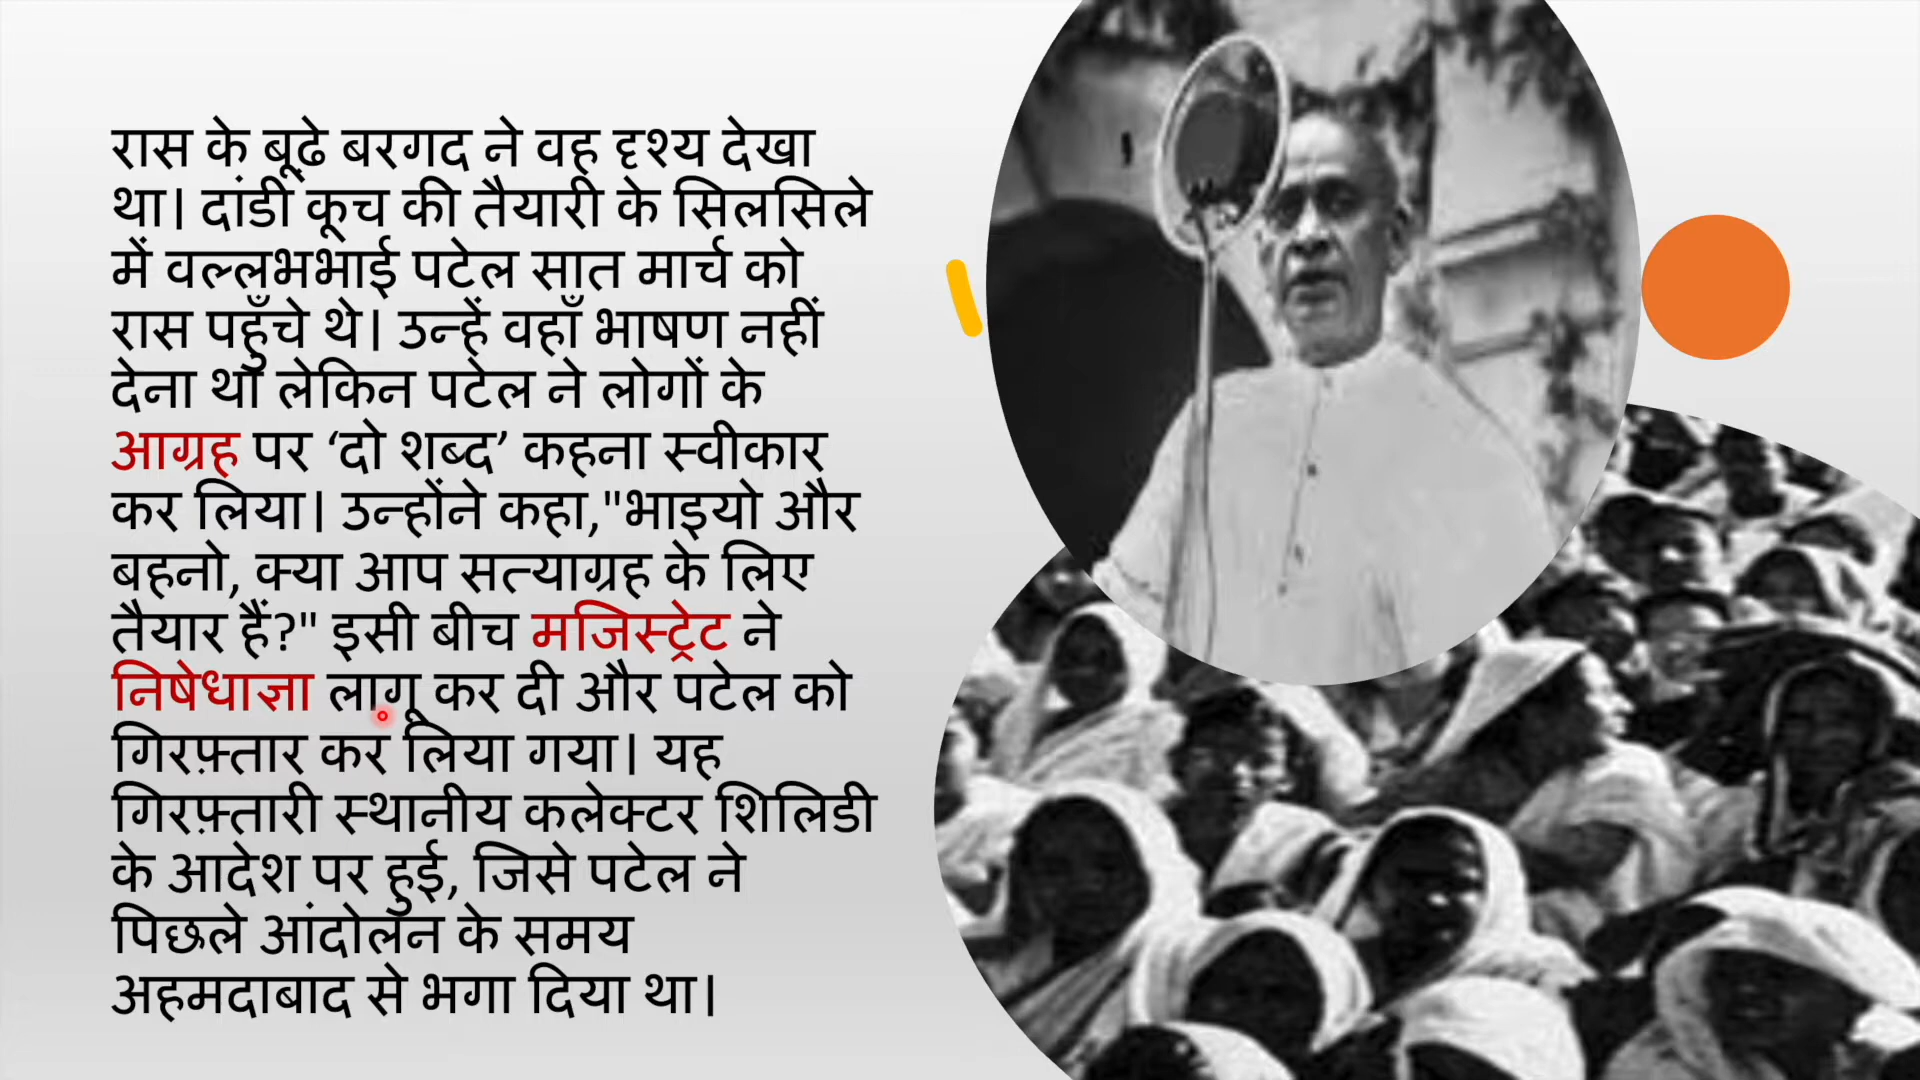 रास के बूढ़े बरगद ने वह दृश्य देखा
था। दांडी कूच की तैयारी के सिलसिले
में वल्लभभाई पटेल सात मार्च को
रास पहुँचे थे। उन्हें वहाँ भाषण नहीं
देना था लेकिन पटेल ने लोगों के
आग्रह पर ‘दो शब्द’ कहना स्वीकार
कर लिया। उन्होंने कहा,"भाइयो और
बहनो, क्या आप सत्याग्रह के लिए
तैयार हैं?" इसी बीच मजिस्ट्रेट ने
निषेधाज्ञा लागू कर दी और पटेल को
गिरफ़्तार कर लिया गया। यह
गिरफ़्तारी स्थानीय कलेक्टर शिलिडी
के आदेश पर हुई, जिसे पटेल ने
पिछले आंदोलन के समय
अहमदाबाद से भगा दिया था।